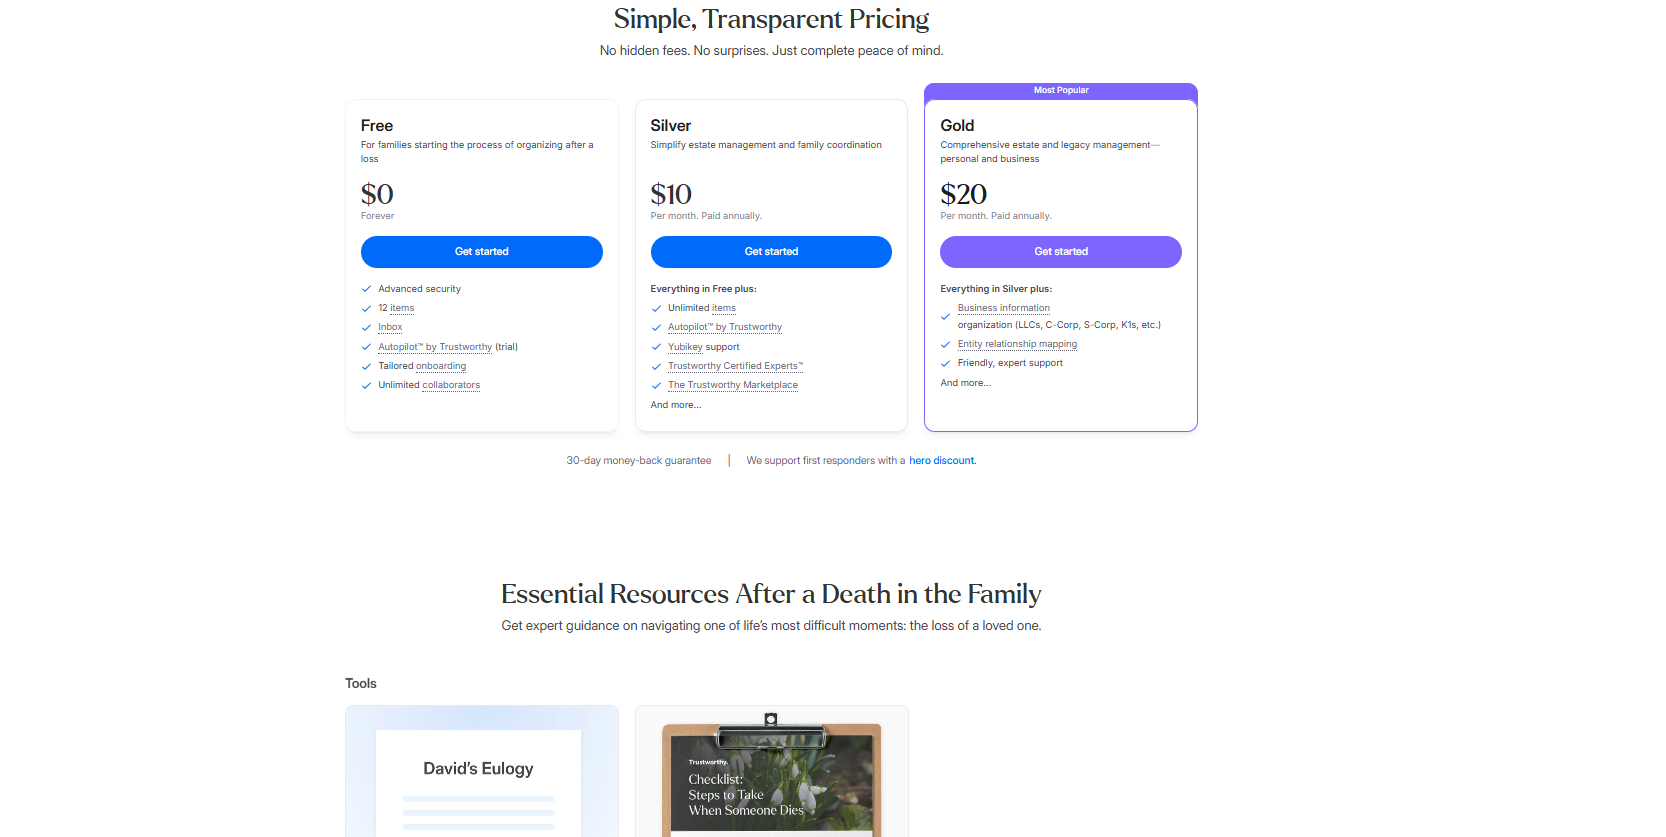 Simple, Transparent Pricing
No hidden fees. No surprises. Just complete peace of mind.
Free
For families starting the process of organizing after a
loss
$0
Forever
Get started
Advanced security
12 items
Inbox
Autopilot™ by Trustworthy (trial)
Tailored onboarding
Unlimited collaborators
Silver
Simplify estate management and family coordination
$10
Per month. Paid annually.
Get started
Everything in Free plus:
Unlimited items
Autopilot™ by Trustworthy
Yubikey support
Trustworthy Certified Experts™
The Trustworthy Marketplace
And more...
Most Popular
Gold
Comprehensive estate and legacy management—
personal and business
$20
Per month. Paid annually.
Get started
Everything in Silver plus:
Business information
organization (LLCs, C-Corp, S-Corp, K1s, etc.)
Entity relationship mapping
Friendly, expert support
And more...
30-day money-back guarantee | We support first responders with a hero discount.
Essential Resources After a Death in the Family
Get expert guidance on navigating one of life's most difficult moments: the loss of a loved one.
Tools
David's Eulogy
Trustworthy.
Checklist:
Steps to Take
When Someone Dies